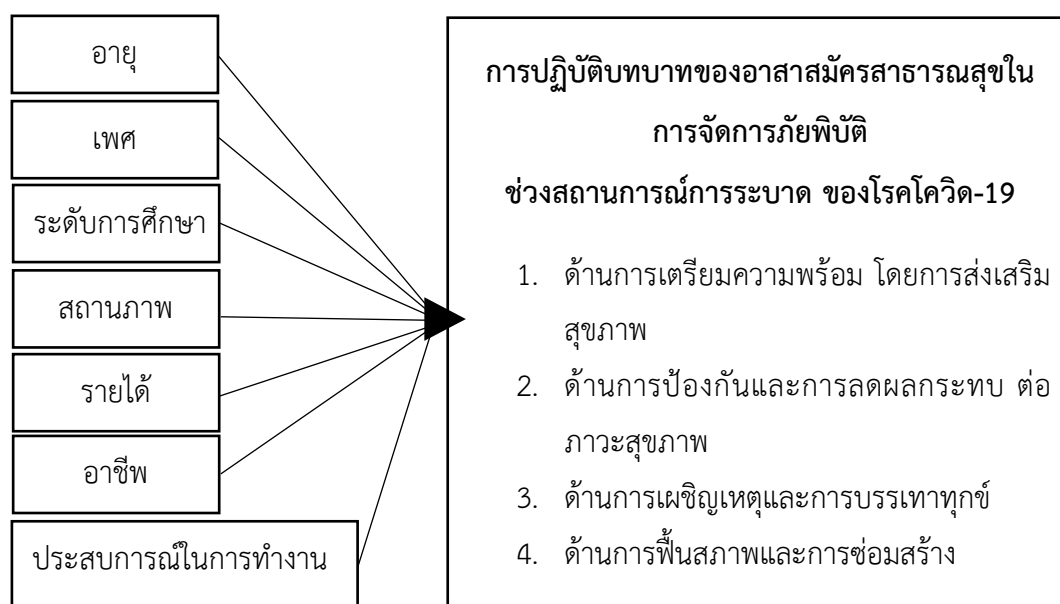 อายุ
เพศ
ระดับการศึกษา
สถานภาพ
รายได้
อาชีพ
ประสบการณ์ในการทำงาน
การปฏิบัติบทบาทของอาสาสมัครสาธารณสุขใน
การจัดการภัยพิบัติ
ช่วงสถานการณ์การระบาด ของโรคโควิด-19
1. ด้านการเตรียมความพร้อม โดยการส่งเสริม
สุขภาพ
2. ด้านการป้องกันและการลดผลกระทบ ต่อ
ภาวะสุขภาพ
3. ด้านการเผชิญเหตุและการบรรเทาทุกข์
4. ด้านการฟื้นสภาพและการซ่อมสร้าง